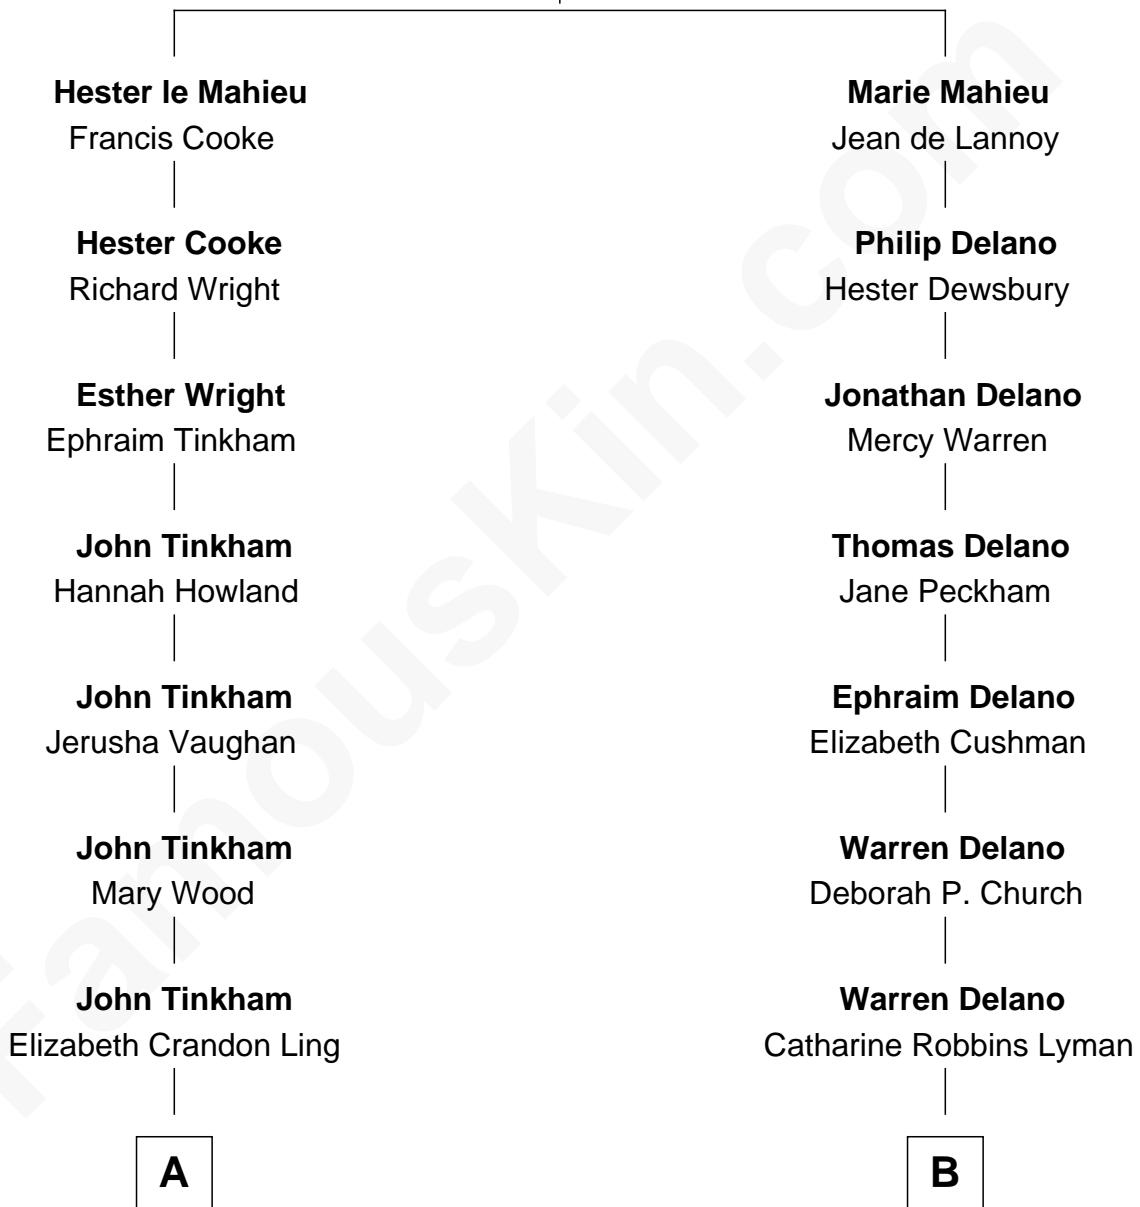 Hester le Mahieu
Francis Cooke
Hester Cooke
Richard Wright
Esther Wright
Ephraim Tinkham
John Tinkham
Hannah Howland
John Tinkham
Jerusha Vaughan
John Tinkham
Mary Wood
John Tinkham
Elizabeth Crandon Ling
A
Marie Mahieu
Jean de Lannoy
Philip Delano
Hester Dewsbury
Jonathan Delano
Mercy Warren
Thomas Delano
Jane Peckham
Ephraim Delano
Elizabeth Cushman
Warren Delano
Deborah P. Church
Warren Delano
Catharine Robbins Lyman
B
FamousKin.com